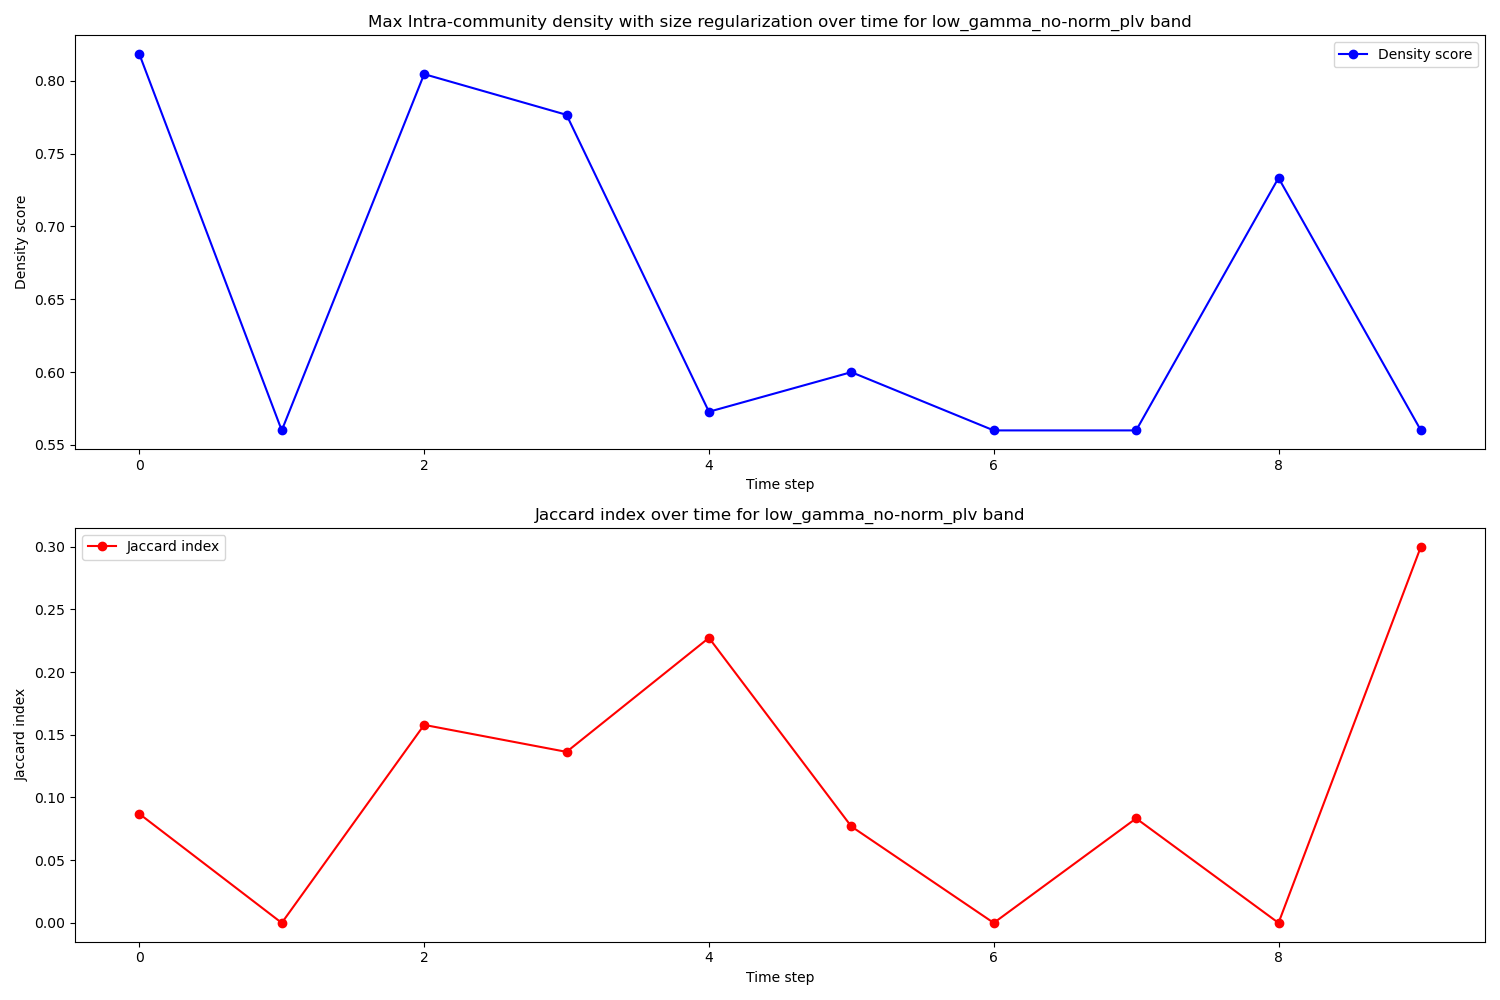 Max Intra-community density with size regularization over time for low_gamma_no-norm_plv band
Density score
0.80
0.75
0.70
0.65
0.60
0.55
Density score
0 2 4 6 8
Time step
Jaccard index over time for low_gamma_no-norm_plv band
Jaccard index
0.30
0.25
0.20
0.15
0.10
0.05
0.00
Jaccard index
0 2 4 6 8
Time step